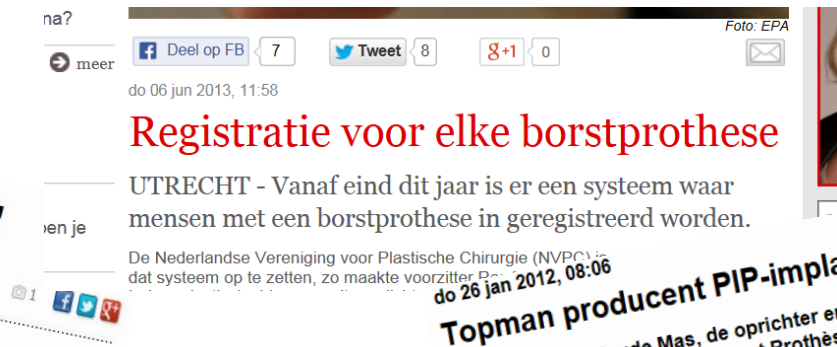 na?
meer
en je
1
Foto: EPA
Deel op FB 7 Tweet 8 g+1 0
do 06 jun 2013, 11:58
Registratie voor elke borstprothese
UTRECHT - Vanaf eind dit jaar is er een systeem waar
mensen met een borstprothese in geregistreerd worden.
De Nederlandse Vereniging voor Plastische Chirurgie (NVPC) is
dat systeem op te zetten, zo maakte voorzitter
do 26 jan 2012, 08:06
Topman producent PIP-impla
Mas, de oprichter